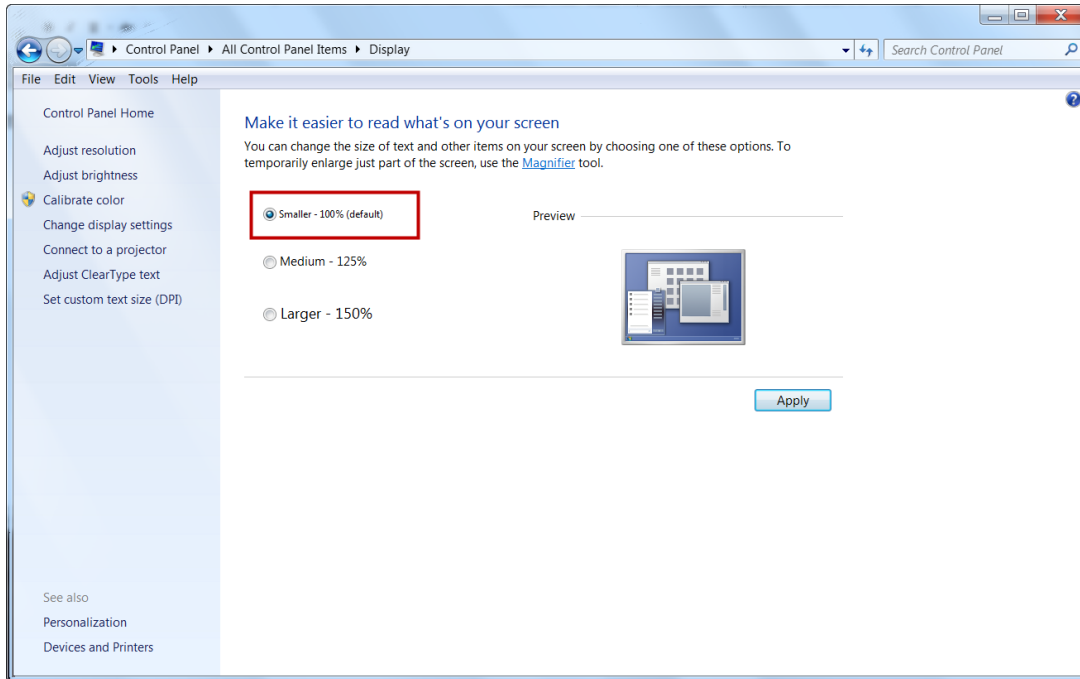 Control Panel All Control Panel Items Display
Search Control Panel
File Edit View Tools Help
Control Panel Home
Adjust resolution
Adjust brightness
Calibrate color
Change display settings
Connect to a projector
Adjust ClearType text
Set custom text size (DPI)
See also
Personalization
Devices and Printers
Make it easier to read what's on your screen
You can change the size of text and other items on your screen by choosing one of these options. To
temporarily enlarge just part of the screen, use the Magnifier tool.
Smaller - 100% (default)
Medium - 125%
Larger - 150%
Preview
Apply